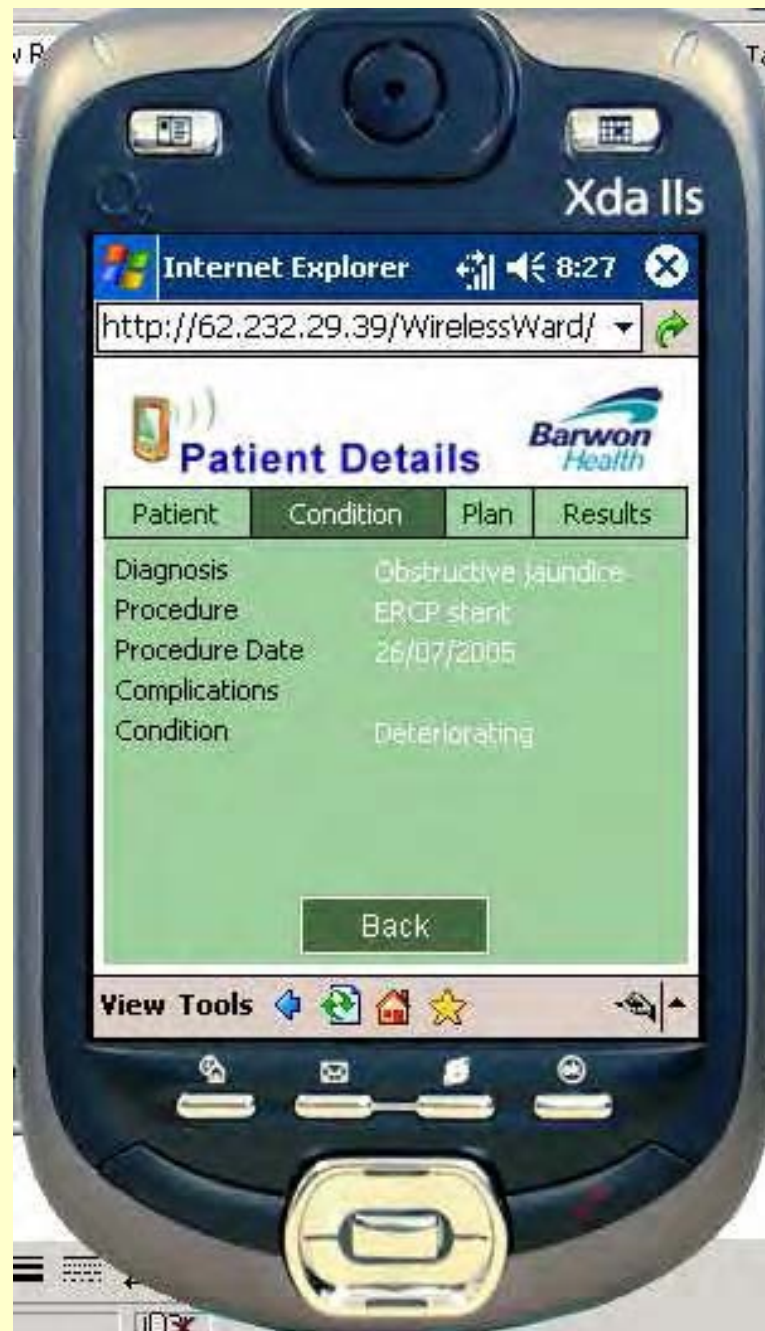 Xda IIs
Internet Explorer 8:27
http://62.232.29.39/WirelessWard/
Patient Details
Barwon Health
Patient Condition Plan Results
Diagnosis Obstructive jaundice
Procedure ERCP stent
Procedure Date 26/07/2005
Complications
Condition Deteriorating
Back
View Tools